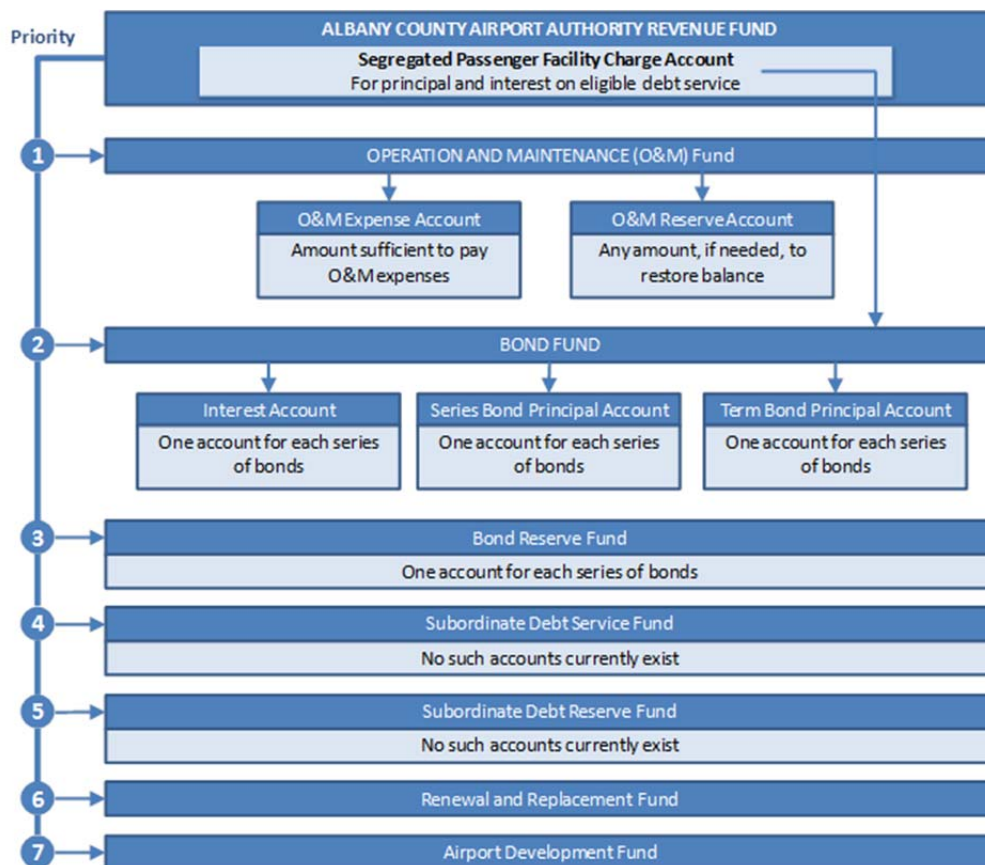 Priority
ALBANY COUNTY AIRPORT AUTHORITY REVENUE FUND
Segregated Passenger Facility Charge Account
For principal and interest on eligible debt service
1
OPERATION AND MAINTENANCE (O&M) Fund
O&M Expense Account
Amount sufficient to pay
O&M expenses
O&M Reserve Account
Any amount, if needed, to
restore balance
2
BOND FUND
Interest Account
One account for each series
of bonds
Series Bond Principal Account
One account for each series
of bonds
Term Bond Principal Account
One account for each series
of bonds
3
Bond Reserve Fund
One account for each series of bonds
4
Subordinate Debt Service Fund
No such accounts currently exist
5
Subordinate Debt Reserve Fund
No such accounts currently exist
6
Renewal and Replacement Fund
7
Airport Development Fund